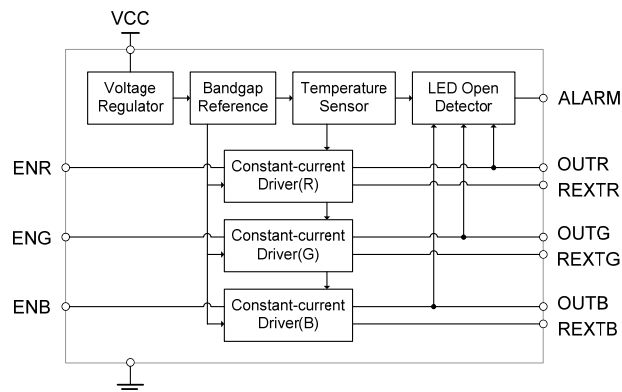 VCC
Voltage
Regulator
Bandgap
Reference
Temperature
Sensor
LED Open
Detector
ALARM
ENR
Constant-current
Driver(R)
OUTR
REXTR
ENG
Constant-current
Driver(G)
OUTG
REXTG
ENB
Constant-current
Driver(B)
OUTB
REXTB